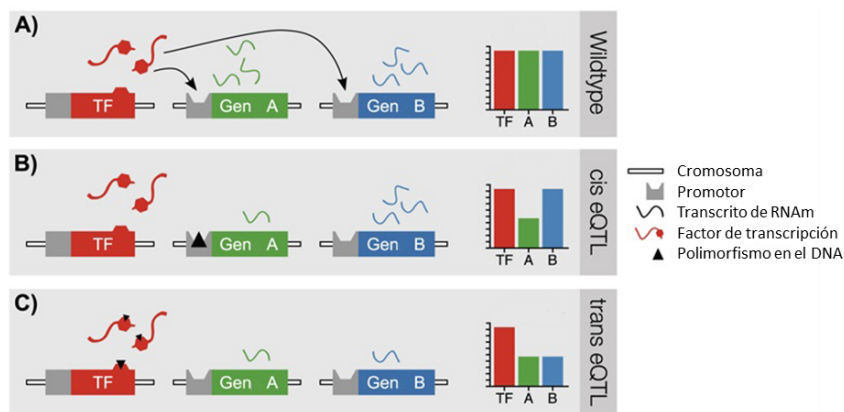 A)
TF
Gen A
Gen B
TF A B
Wildtype
B)
TF
Gen A
Gen B
TF A B
cis eQTL
Cromosoma
Promotor
Transcrito de RNAm
Factor de transcripción
Polimorfismo en el DNA
C)
TF
Gen A
Gen B
TF A B
trans eQTL